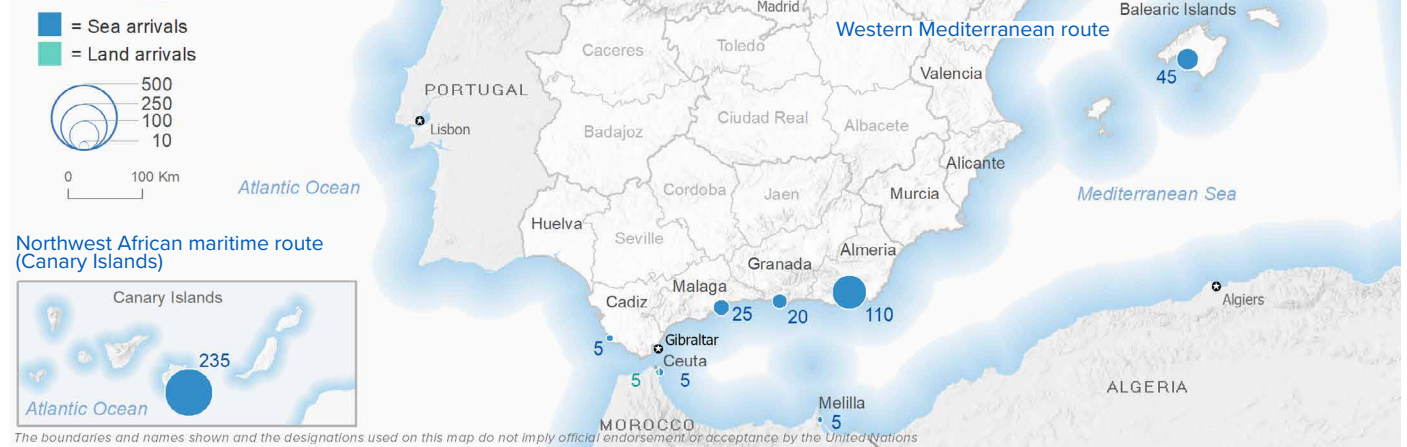 = Sea arrivals
= Land arrivals
500
250
100
10
0 100 Km
Madrid
Western Mediterranean route
Balearic Islands
45
Caceres
Toledo
Valencia
PORTUGAL
Lisbon
Badajoz
Ciudad Real
Albacete
Alicante
Atlantic Ocean
Cordoba
Jaen
Murcia
Mediterranean Sea
Huelva
Seville
Almeria
Granada
Malaga
Cadiz
25
20
110
5
Gibraltar
Ceuta
5
5
Melilla
5
MOROCCO
Algiers
ALGERIA
Northwest African maritime route
(Canary Islands)
Canary Islands
235
Atlantic Ocean
The boundaries and names shown and the designations used on this map do not imply official endorsement or acceptance by the United Nations